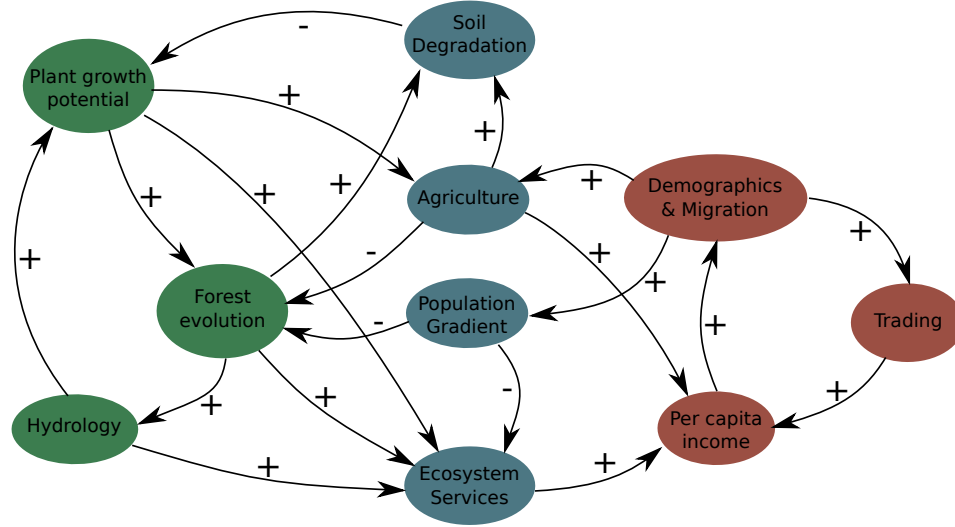 Soil
Degradation
-
Plant growth
potential
+
+
+
+
+
Agriculture
+
Demographics
& Migration
+
+
-
+
+
Forest
evolution
Population
Gradient
-
Trading
+
+
-
+
+
Hydrology
Per capita
income
+
+
Ecosystem
Services